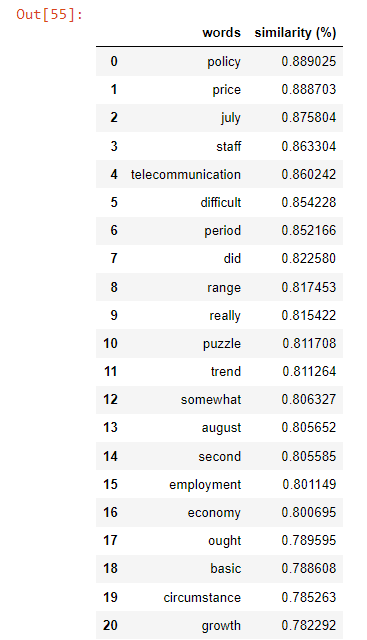 Out[55]:
words similarity (%)
0 policy 0.889025
1 price 0.888703
2 july 0.875804
3 staff 0.863304
4 telecommunication 0.860242
5 difficult 0.854228
6 period 0.852166
7 did 0.822580
8 range 0.817453
9 really 0.815422
10 puzzle 0.811708
11 trend 0.811264
12 somewhat 0.806327
13 august 0.805652
14 second 0.805585
15 employment 0.801149
16 economy 0.800695
17 ought 0.789595
18 basic 0.788608
19 circumstance 0.785263
20 growth 0.782292